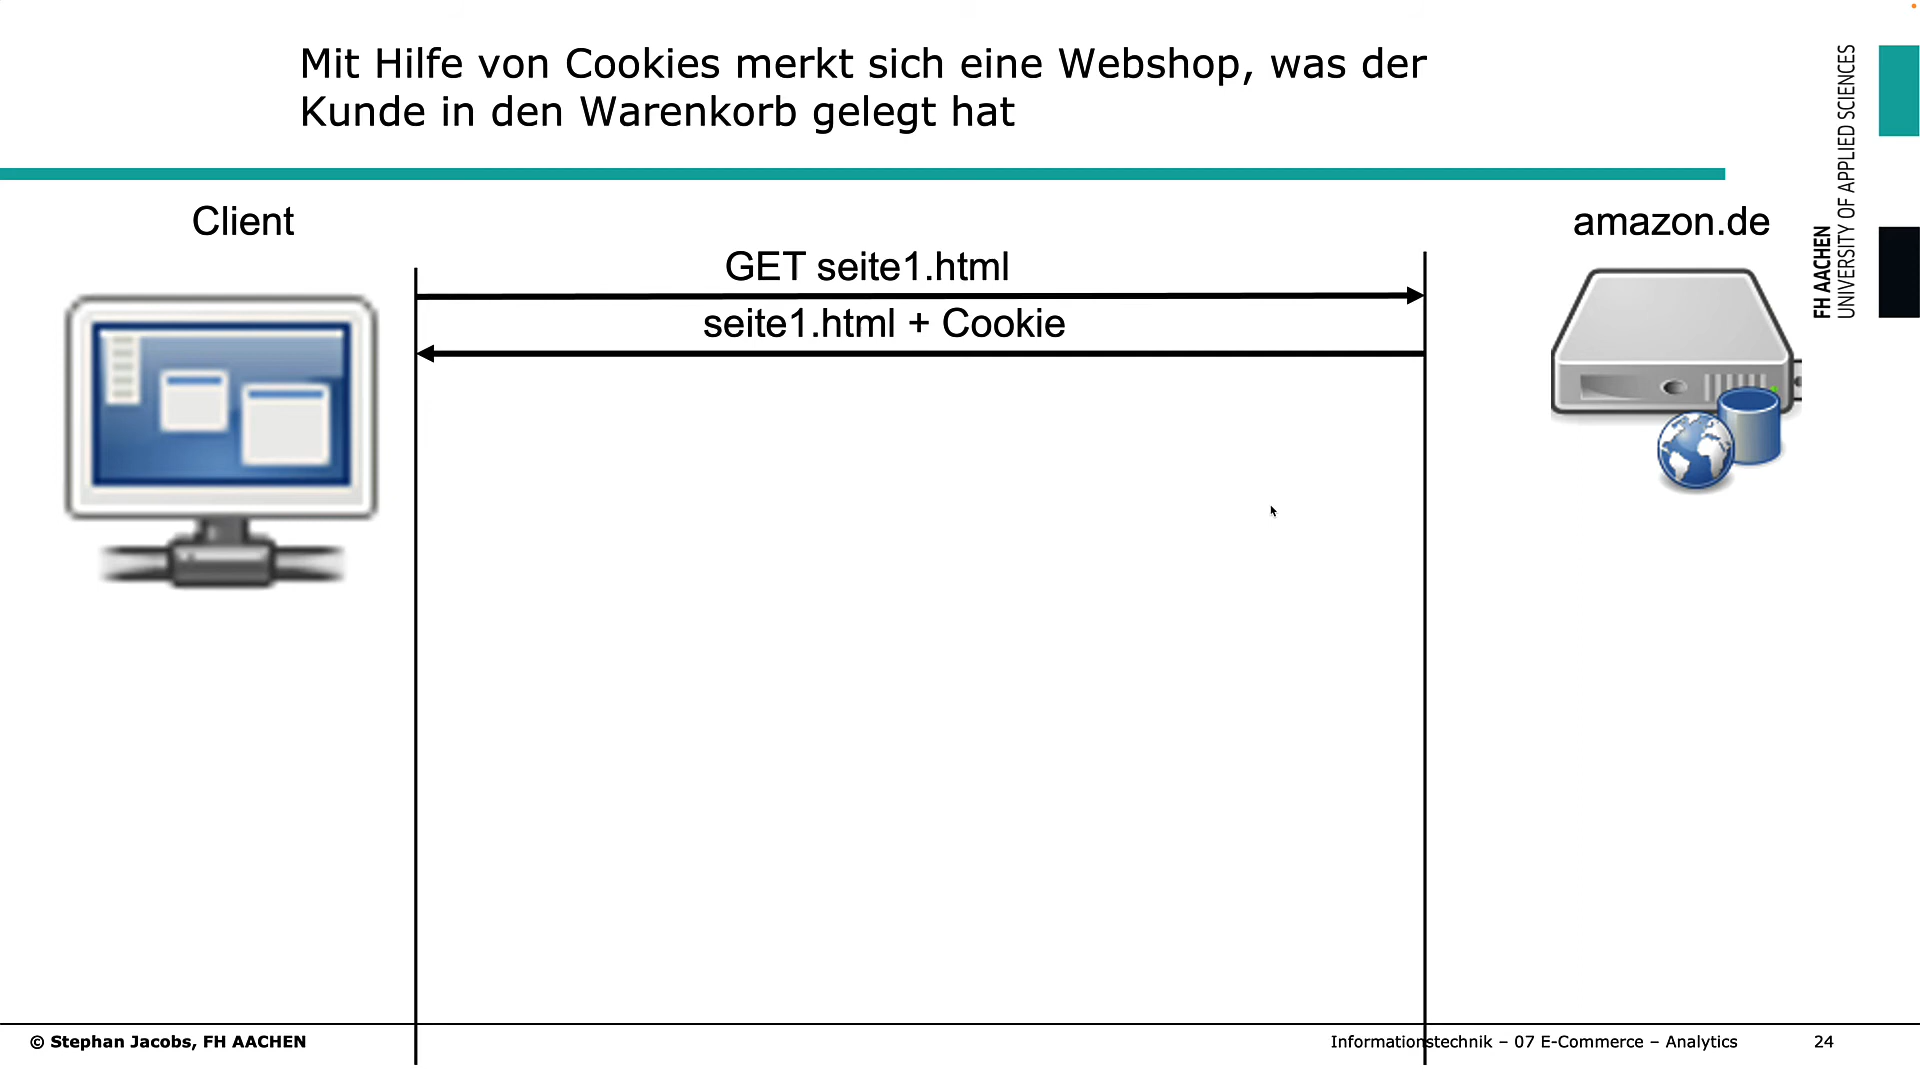 Mit Hilfe von Cookies merkt sich eine Webshop, was der
Kunde in den Warenkorb gelegt hat
FH AACHEN
UNIVERSITY OF APPLIED SCIENCES
Client
amazon.de
GET seite1.html
seite1.html + Cookie
© Stephan Jacobs, FH AACHEN
Informationstechnik – 07 E-Commerce – Analytics
24